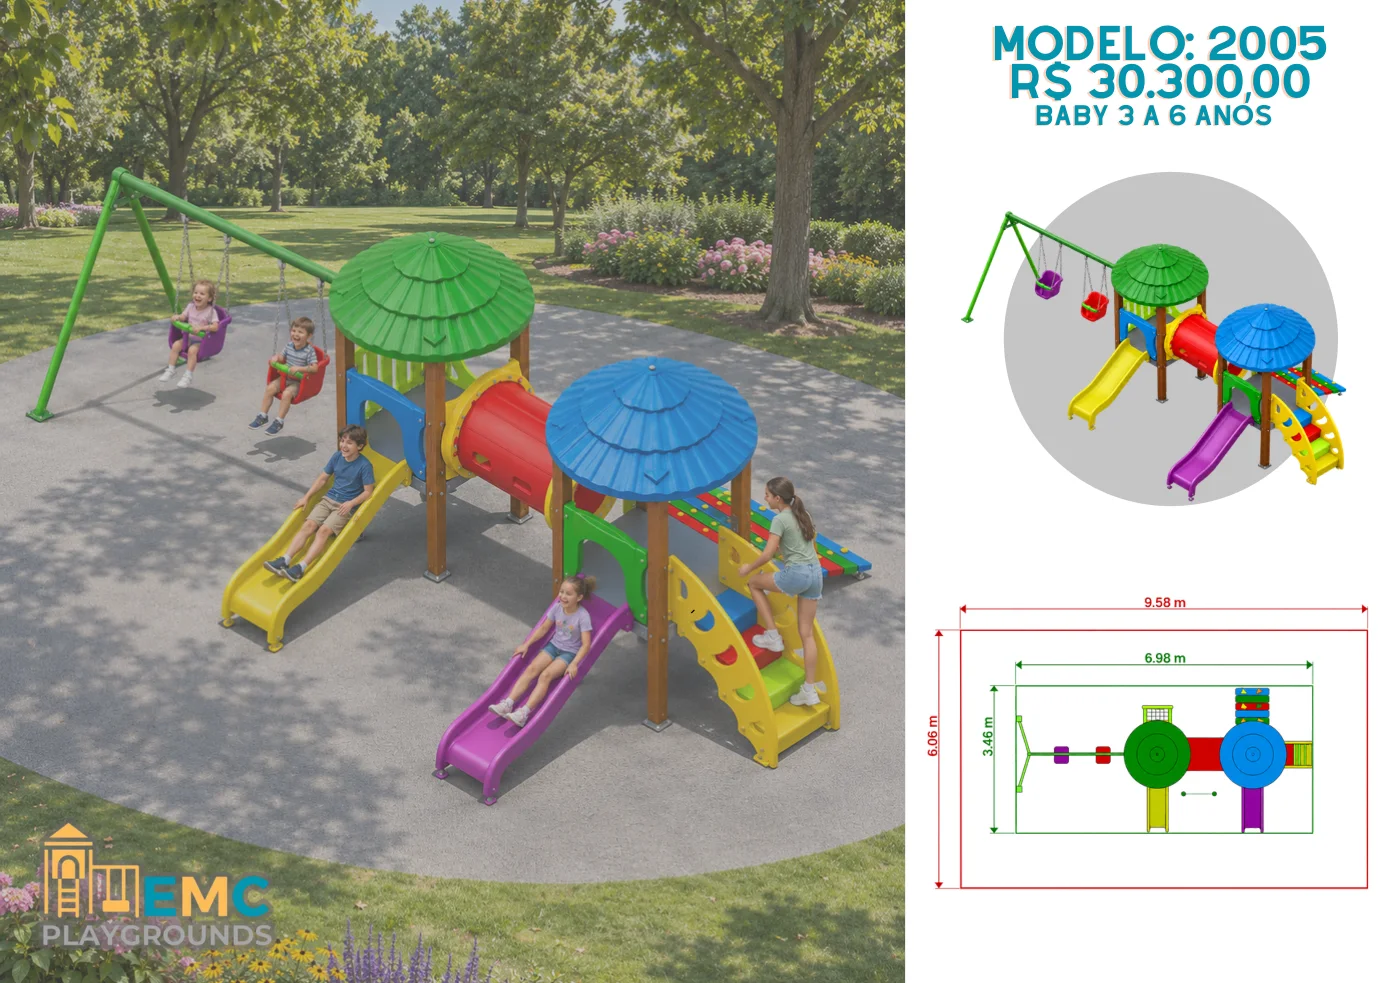 MODELO: 2005
R$ 30.300,00
BABY 3 A 6 ANOS
9.58 m
6.98 m
6.06 m
3.46 m
EMC
PLAYGROUNDS